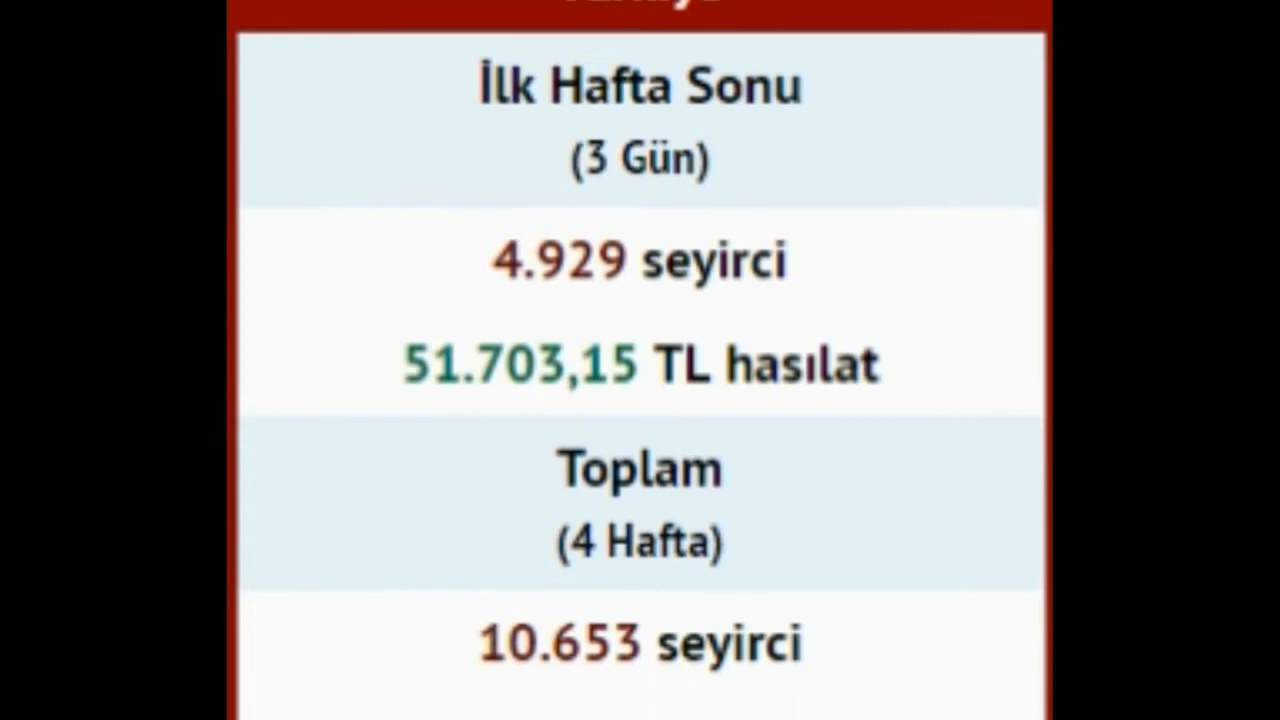 İlk Hafta Sonu
(3 Gün)
4.929 seyirci
51.703,15 TL hasılat
Toplam
(4 Hafta)
10.653 seyirci